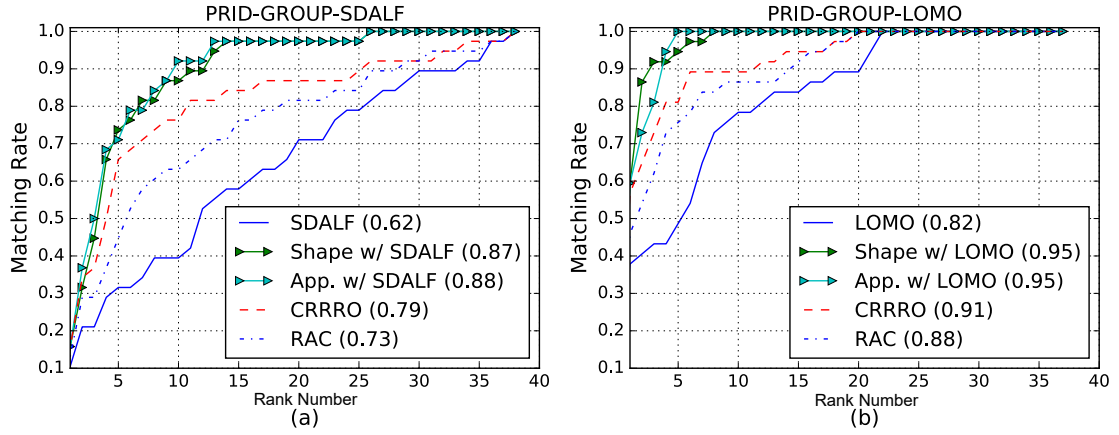 PRID-GROUP-SDALF
1.0
0.9
0.8
0.7
0.6
0.5
0.4
0.3
0.2
0.1
Matching Rate
SDALF (0.62)
Shape w/ SDALF (0.87)
App. w/ SDALF (0.88)
CRRRO (0.79)
RAC (0.73)
5 10 15 20 25 30 35 40
Rank Number
(a)
PRID-GROUP-LOMO
1.0
0.9
0.8
0.7
0.6
0.5
0.4
0.3
0.2
0.1
Matching Rate
LOMO (0.82)
Shape w/ LOMO (0.95)
App. w/ LOMO (0.95)
CRRRO (0.91)
RAC (0.88)
5 10 15 20 25 30 35 40
Rank Number
(b)